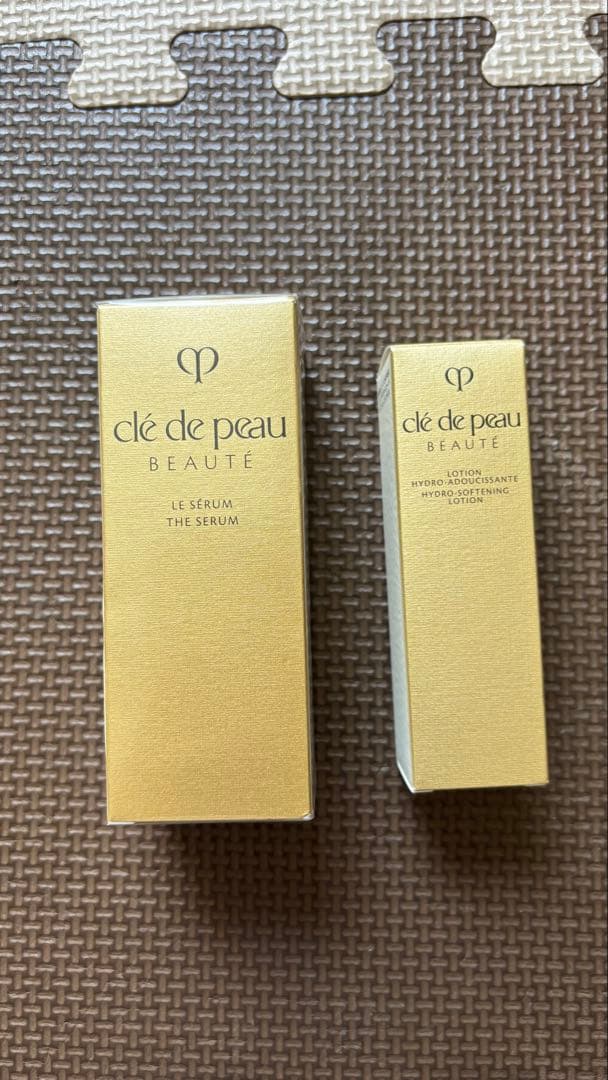 clé de peau
BEAUTÉ
LE SÉRUM
THE SERUM
clé de peau
BEAUTÉ
LOTION
HYDRO-ADOUCISSANTE
HYDRO-SOFTENING
LOTION